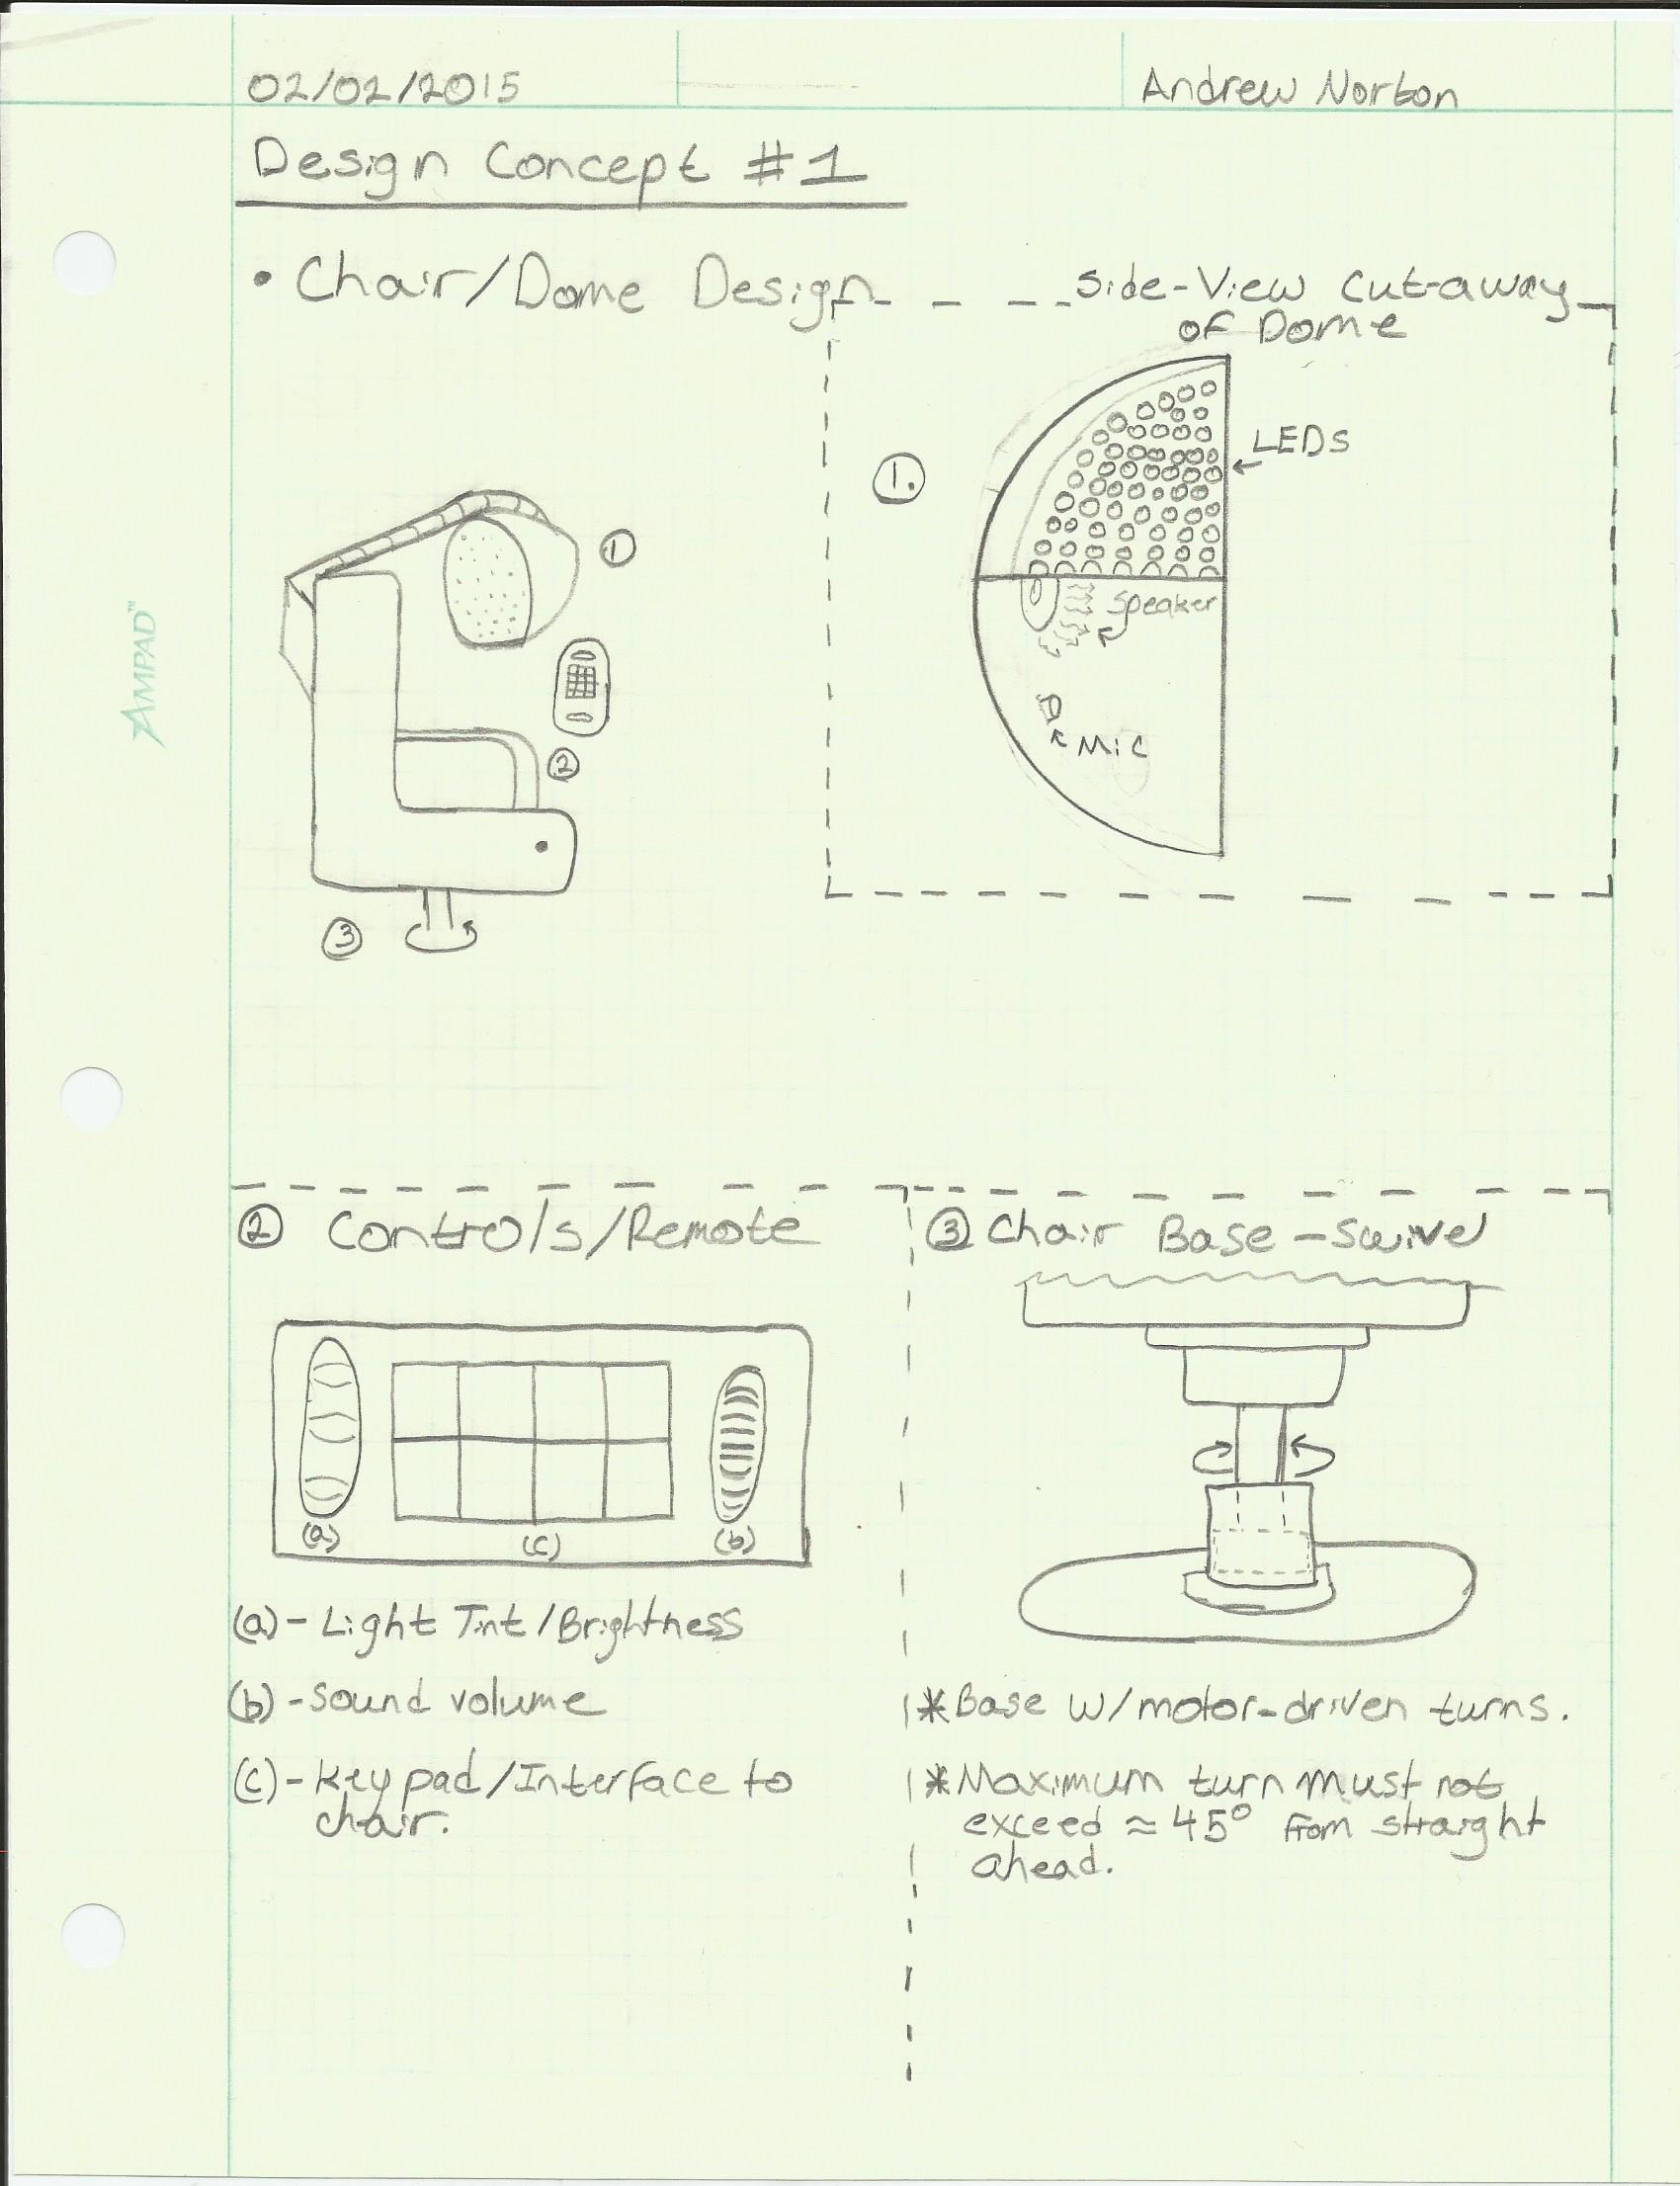 02/02/2015
Andrew Norton
Design Concept #1
• Chair/Dome Design
Side-View Cut-away
of Dome
1.
LEDs
Speaker
Mic
1
2
3
AMPAD™
2 Controls/Remote
(a)
(c)
(b)
(a)- Light Tint/Brightness
(b)-Sound volume
(c)-Keypad/Interface to
chair.
3 Chair Base-Swivel
*Base w/motor-driven turns.
*Maximum turn must not
exceed ≈ 45° from straight
ahead.